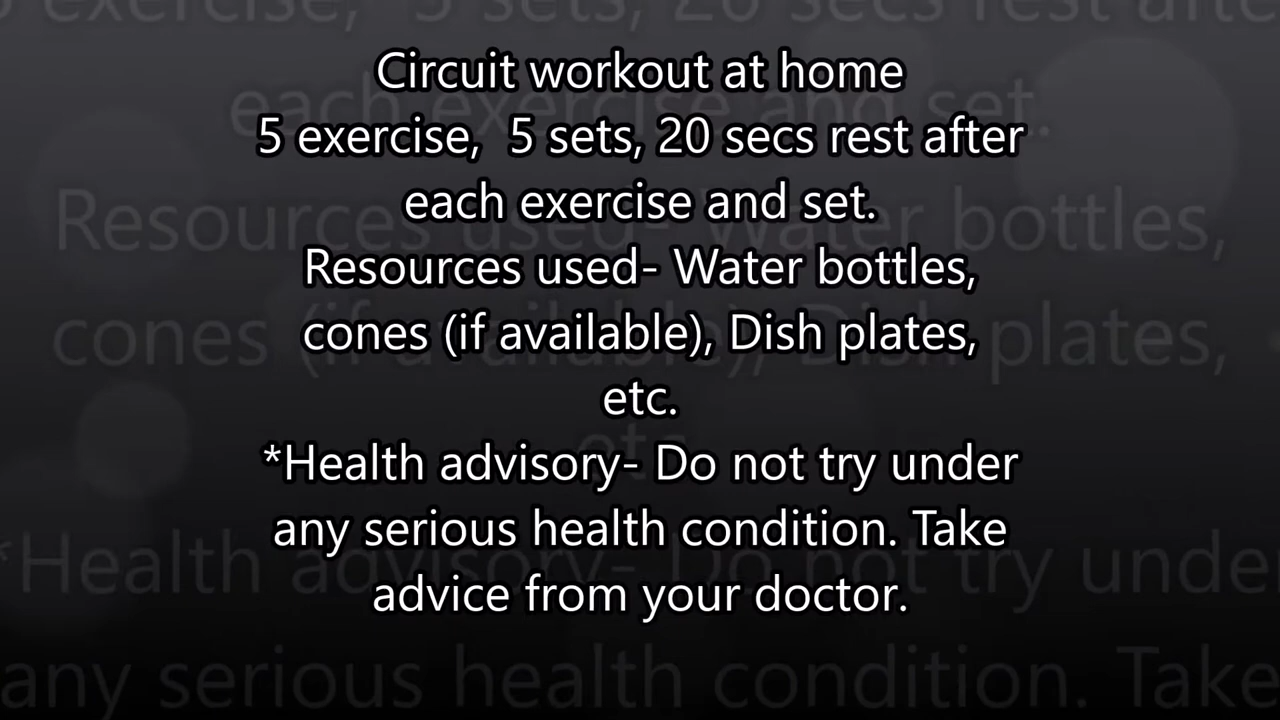 Circuit workout at home
5 exercise,  5 sets, 20 secs rest after
each exercise and set.
Resources used- Water bottles,
cones (if available), Dish plates,
etc.
*Health advisory- Do not try under
any serious health condition. Take
advice from your doctor.